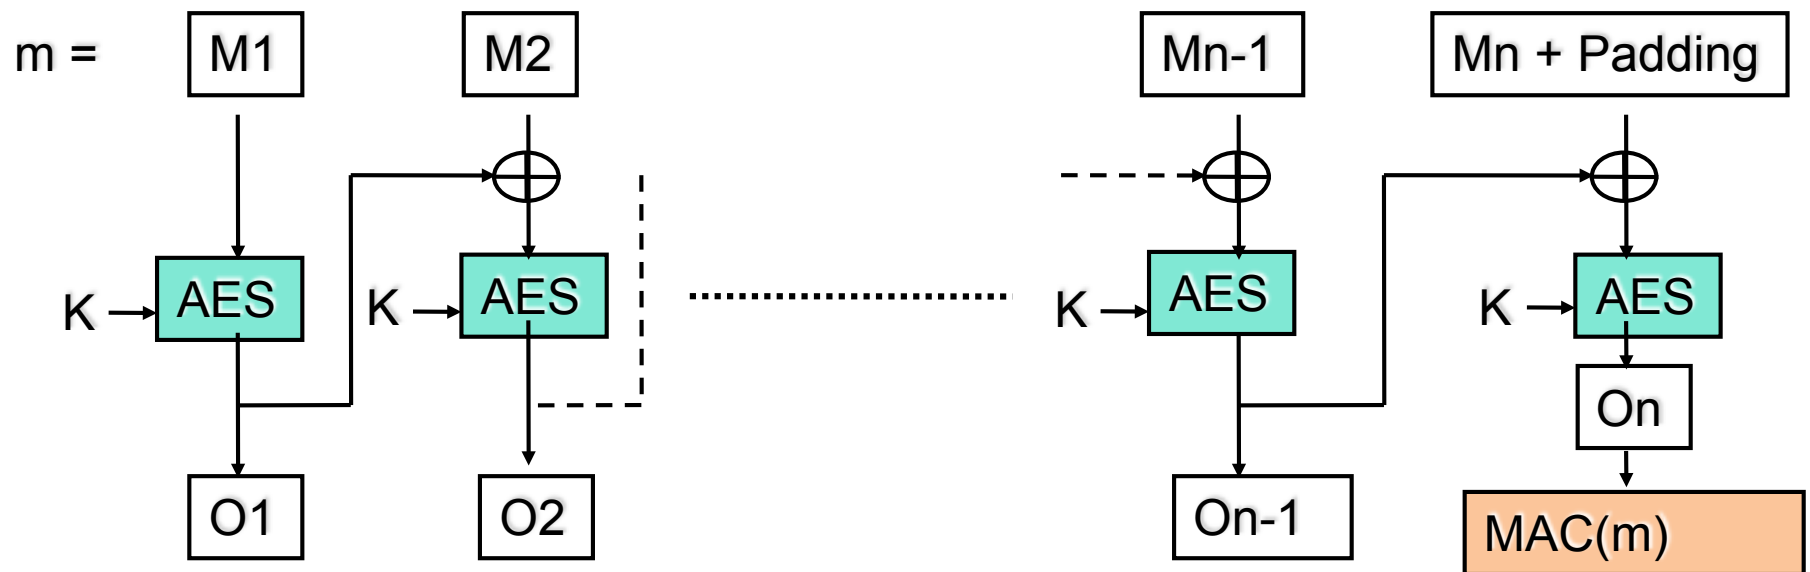 m = M1 M2 Mn-1 Mn + Padding
K AES K AES K AES K AES
On
O1 O2 On-1 MAC(m)